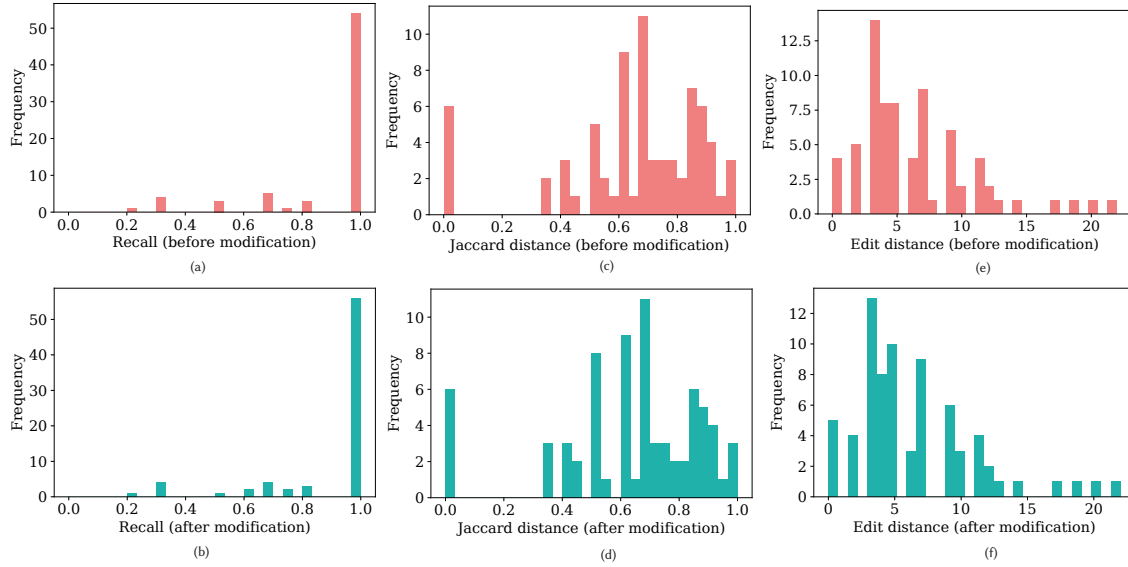 50
40
30
20
10
0
Frequency
0.0 0.2 0.4 0.6 0.8 1.0
Recall (before modification)
(a)
10
8
6
4
2
0
Frequency
0.0 0.2 0.4 0.6 0.8 1.0
Jaccard distance (before modification)
(c)
12.5
10.0
7.5
5.0
2.5
0.0
Frequency
0 5 10 15 20
Edit distance (before modification)
(e)
50
40
30
20
10
0
Frequency
0.0 0.2 0.4 0.6 0.8 1.0
Recall (after modification)
(b)
10
8
6
4
2
0
Frequency
0.0 0.2 0.4 0.6 0.8 1.0
Jaccard distance (after modification)
(d)
12
10
8
6
4
2
0
Frequency
0 5 10 15 20
Edit distance (after modification)
(f)